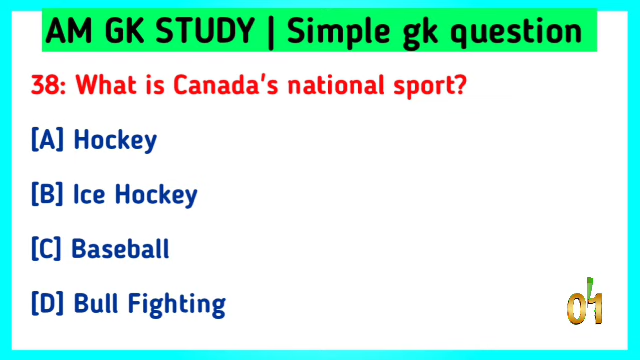 AM GK STUDY | Simple gk question
38: What is Canada's national sport?
[A] Hockey
[B] Ice Hockey
[C] Baseball
[D] Bull Fighting
01